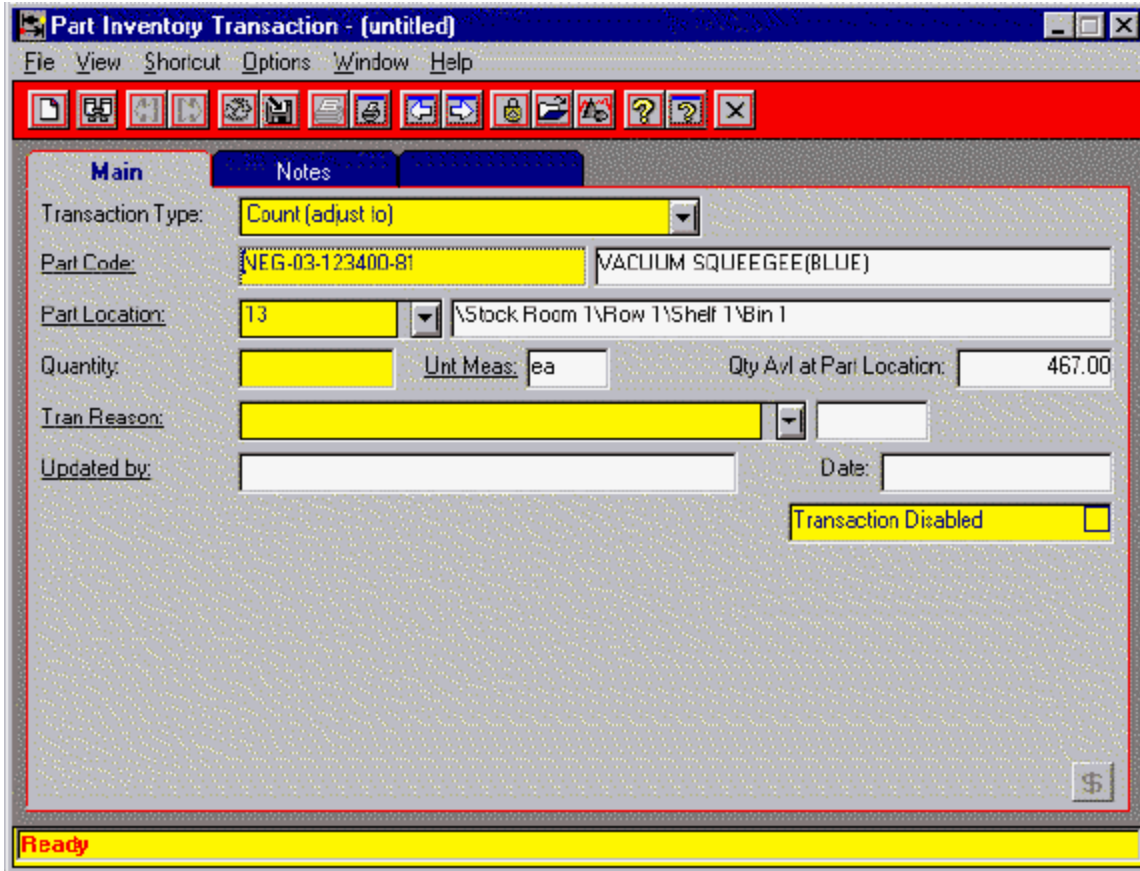 Part Inventory Transaction - (untitled)
File View Shortcut Options Window Help
Main Notes
Transaction Type: Count (adjust to)
Part Code: NEG-03-123400-81 VACUUM SQUEEGEE(BLUE)
Part Location: 13 \Stock Room 1\Row 1\Shelf 1\Bin 1
Quantity: Unt Meas: ea Qty Avl at Part Location: 467.00
Tran Reason:
Updated by: Date:
Transaction Disabled
$
Ready